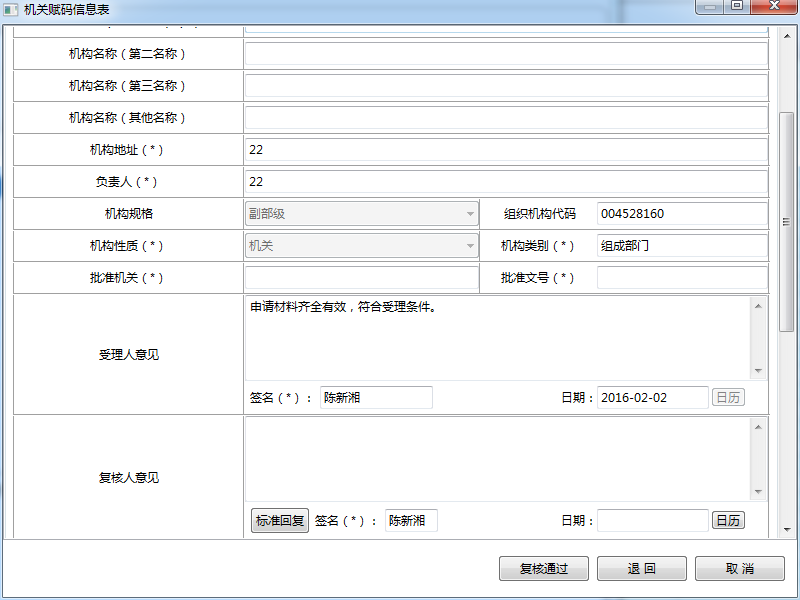 机关赋码信息表
机构名称（第二名称）
机构名称（第三名称）
机构名称（其他名称）
机构地址（*） 22
负责人（*） 22
机构规格 副部级 组织机构代码 004528160
机构性质（*） 机关 机构类别（*） 组成部门
批准机关（*） 批准文号（*）
申请材料齐全有效，符合受理条件。
受理人意见
签名（*）： 陈新湘 日期： 2016-02-02 日历
复核人意见
标准回复 签名（*）： 陈新湘 日期： 日历
复核通过 退 回 取 消